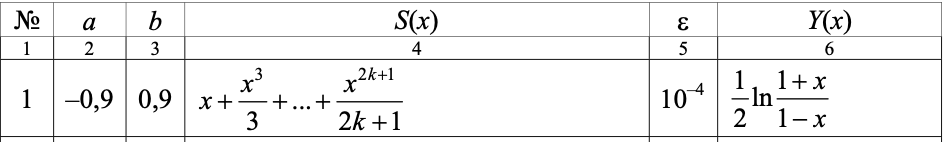 № a b S(x) ε Y(x)
1 2 3 4 5 6
1 –0,9 0,9 x + x³/3 + ... + x^(2k+1)/(2k+1) 10⁻⁴ 1/2 ln (1+x)/(1−x)